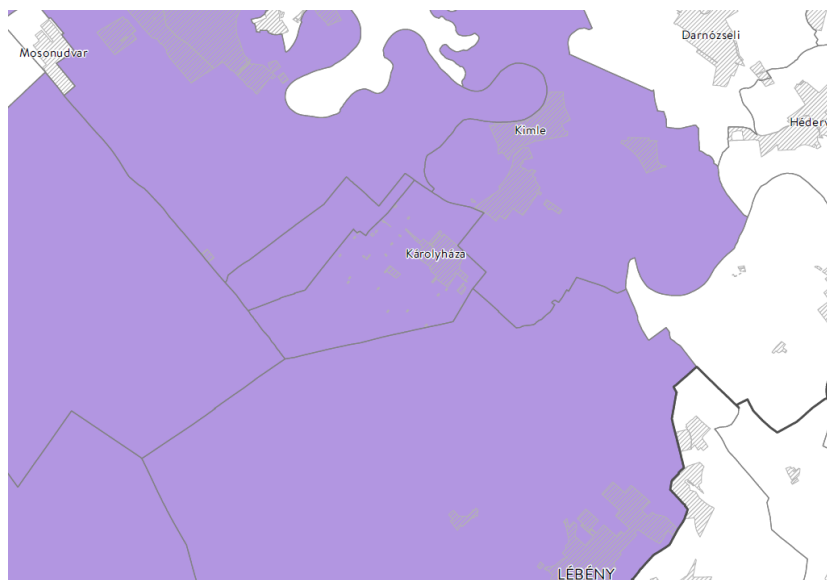 Darnózseli
Mosonudvar
Héderv
Kimle
Károlyháza
LÉBÉNY